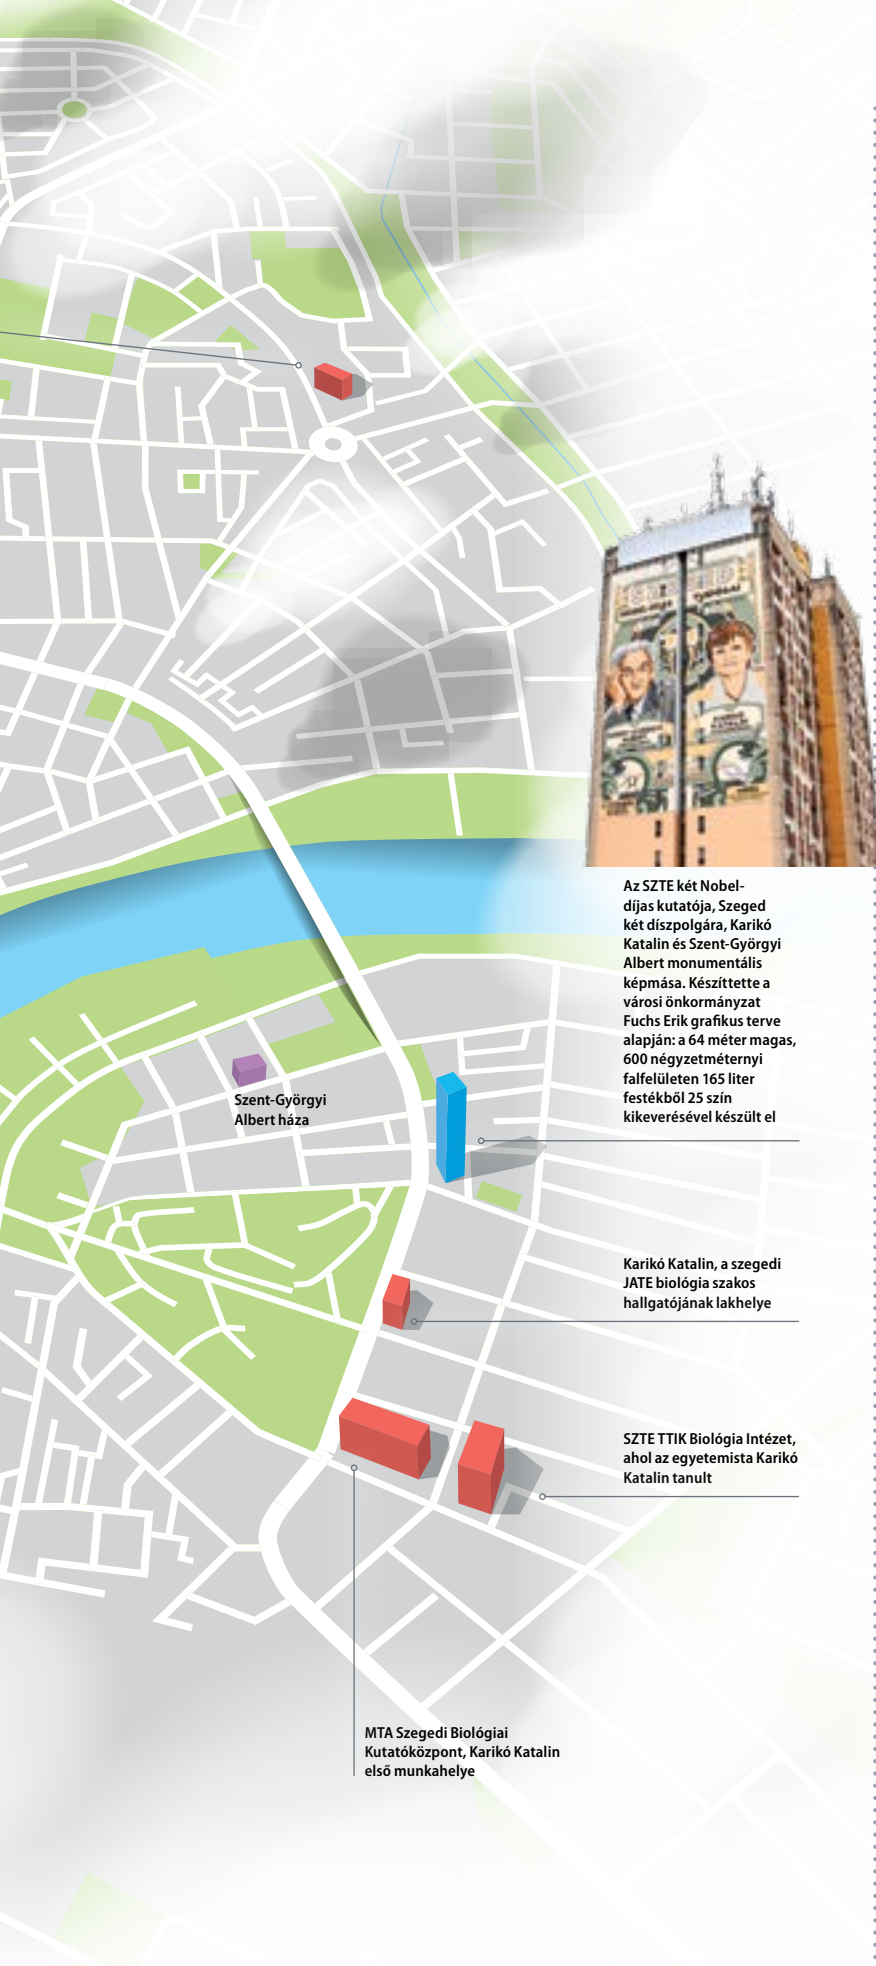 Az SZTE két Nobel-
díjas kutatója, Szeged
két díszpolgára, Karikó
Katalin és Szent-Györgyi
Albert monumentális
képmása. Készíttette a
városi önkormányzat
Fuchs Erik grafikus terve
alapján: a 64 méter magas,
600 négyzetméternyi
falfelületen 165 liter
festékből 25 szín
kikeverésével készült el
Szent-Györgyi
Albert háza
Karikó Katalin, a szegedi
JATE biológia szakos
hallgatójának lakhelye
SZTE TTIK Biológia Intézet,
ahol az egyetemista Karikó
Katalin tanult
MTA Szegedi Biológiai
Kutatóközpont, Karikó Katalin
első munkahelye